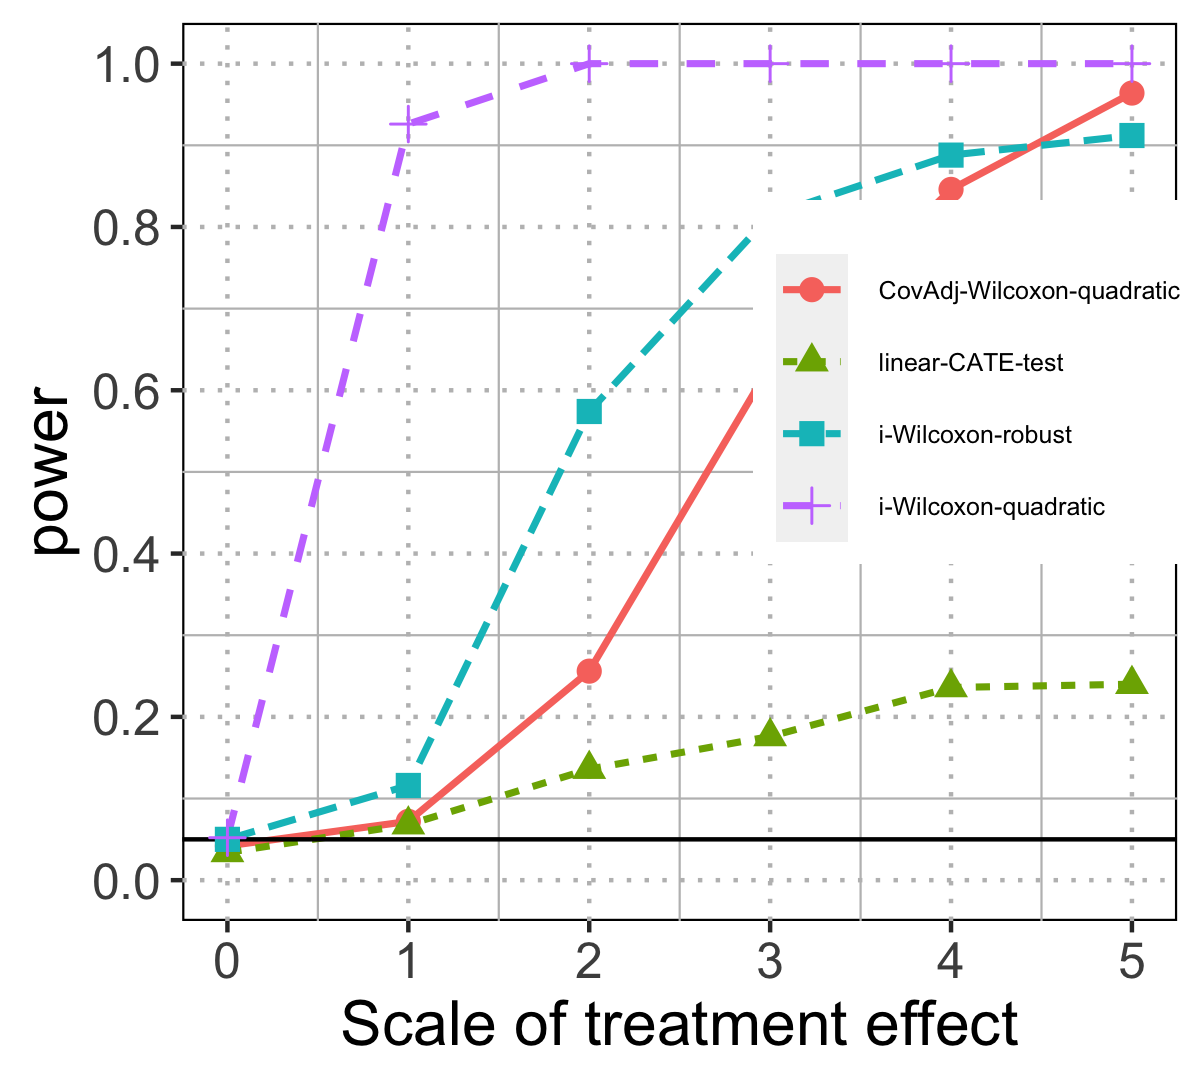 1.0
0.8
0.6
0.4
0.2
0.0
power
CovAdj-Wilcoxon-quadratic
linear-CATE-test
i-Wilcoxon-robust
i-Wilcoxon-quadratic
0 1 2 3 4 5
Scale of treatment effect